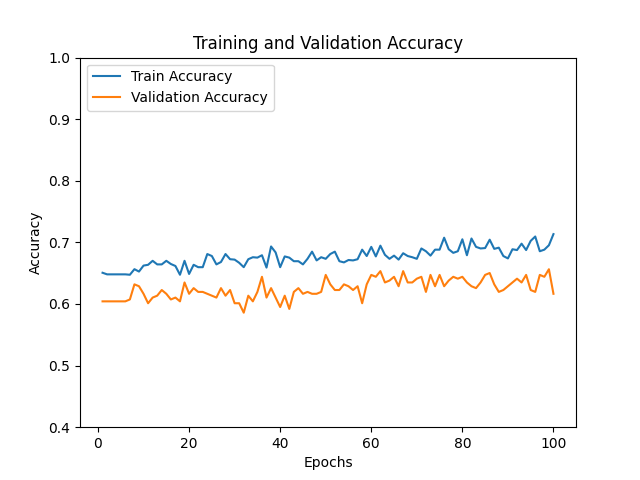 Training and Validation Accuracy
Train Accuracy
Validation Accuracy
1.0
0.9
0.8
0.7
0.6
0.5
0.4
Accuracy
0 20 40 60 80 100
Epochs